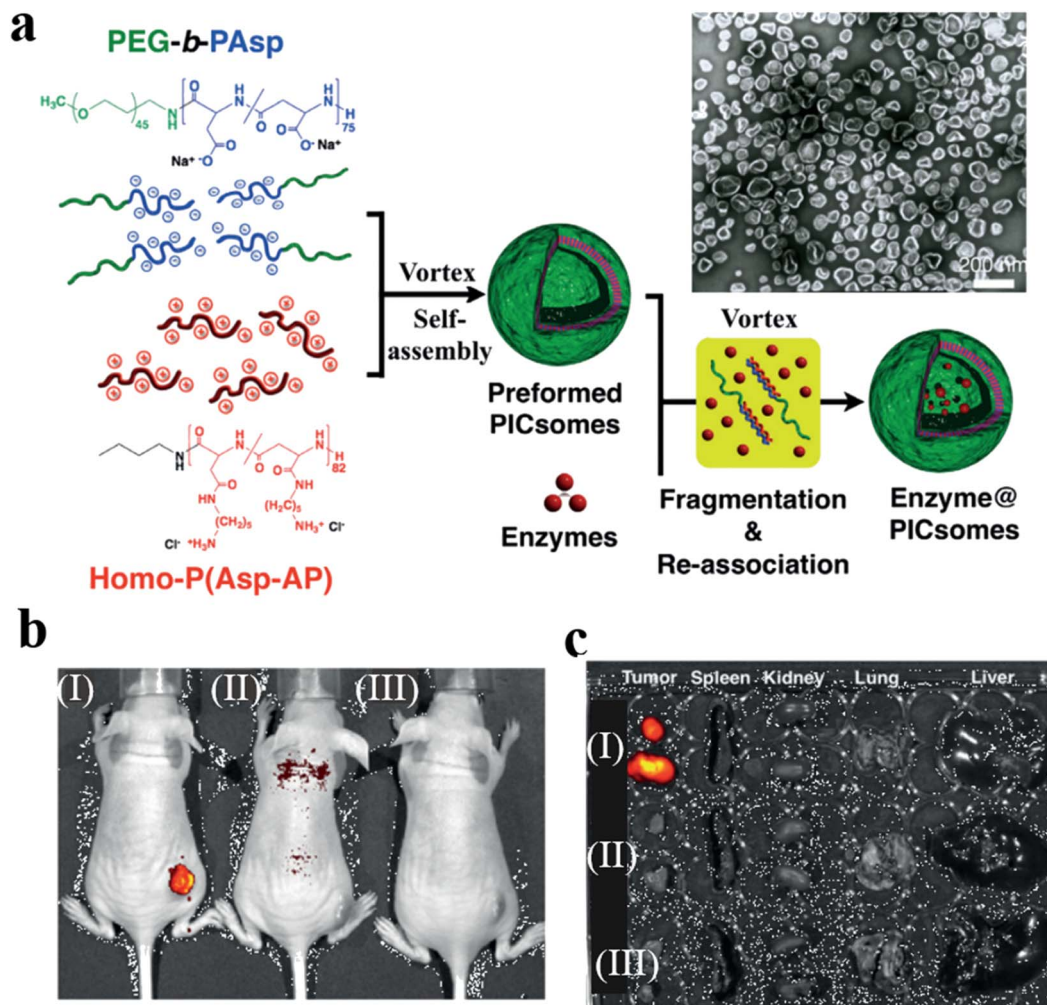 a
PEG-b-PAsp
H₃C
O
45
N
H
O
H
N
O
O
N
H
H
75
Na⁺ ⁻O
O
O
O⁻ Na⁺
Vortex
Self-
assembly
Preformed
PICsomes
Enzymes
200 nm
Vortex
Fragmentation
&
Re-association
Enzyme@
PICsomes
N
H
O
H
N
O
O
N
H
H
82
O
HN
(CH₂)₅
Cl⁻ ⁺H₃N
O
NH
(H₂C)₅
NH₃⁺ Cl⁻
Homo-P(Asp-AP)
b
(I) (II) (III)
c
Tumor Spleen Kidney Lung Liver
(I)
(II)
(III)